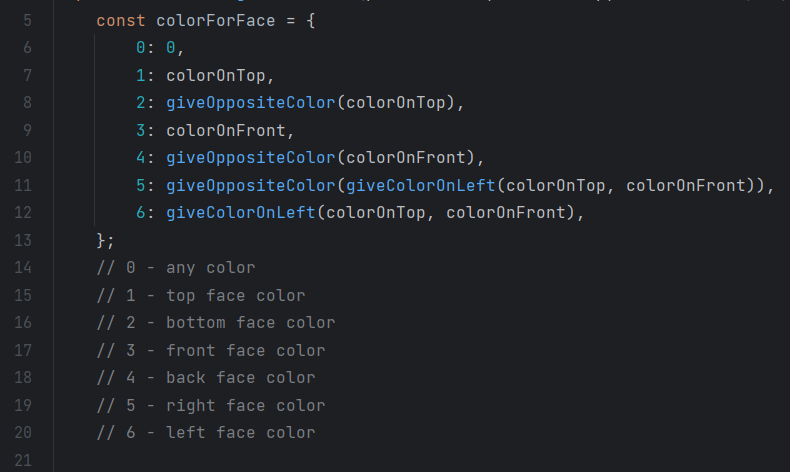 5 const colorForFace = {
6 0: 0,
7 1: colorOnTop,
8 2: giveOppositeColor(colorOnTop),
9 3: colorOnFront,
10 4: giveOppositeColor(colorOnFront),
11 5: giveOppositeColor(giveColorOnLeft(colorOnTop, colorOnFront)),
12 6: giveColorOnLeft(colorOnTop, colorOnFront),
13 };
14 // 0 - any color
15 // 1 - top face color
16 // 2 - bottom face color
17 // 3 - front face color
18 // 4 - back face color
19 // 5 - right face color
20 // 6 - left face color
21